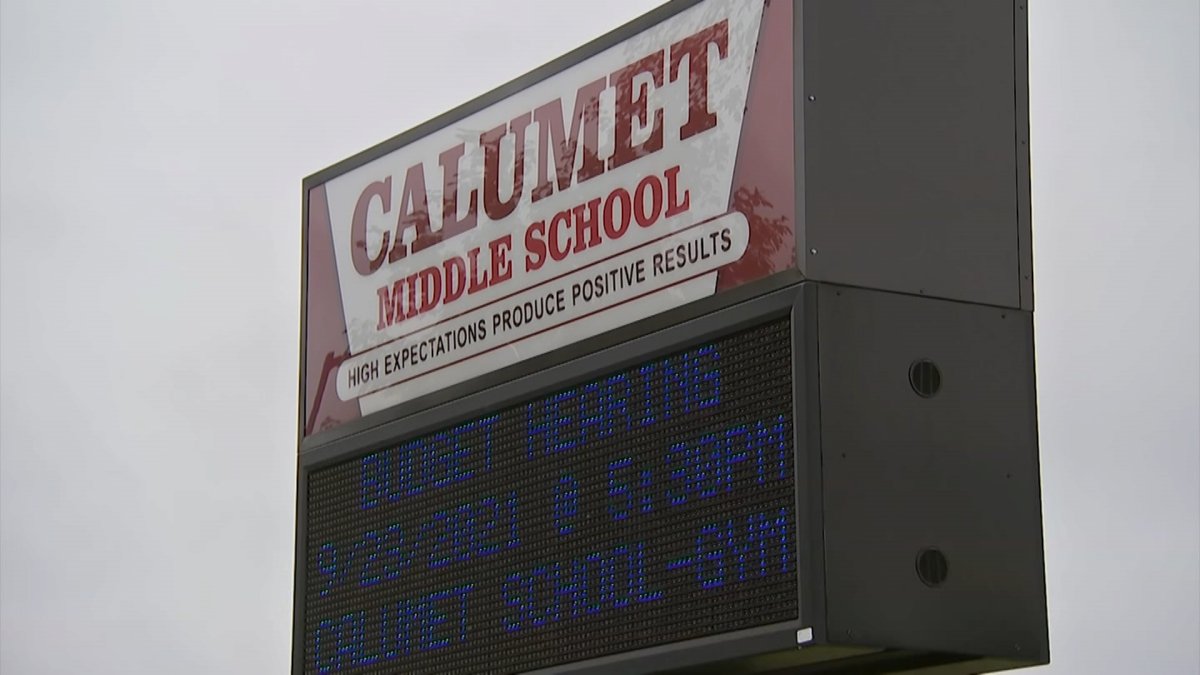 CALUMET
MIDDLE SCHOOL
HIGH EXPECTATIONS PRODUCE POSITIVE RESULTS
BUDGET HEARING
9/23/2021 @ 5:30PM
CALUMET SCHOOL-GYM